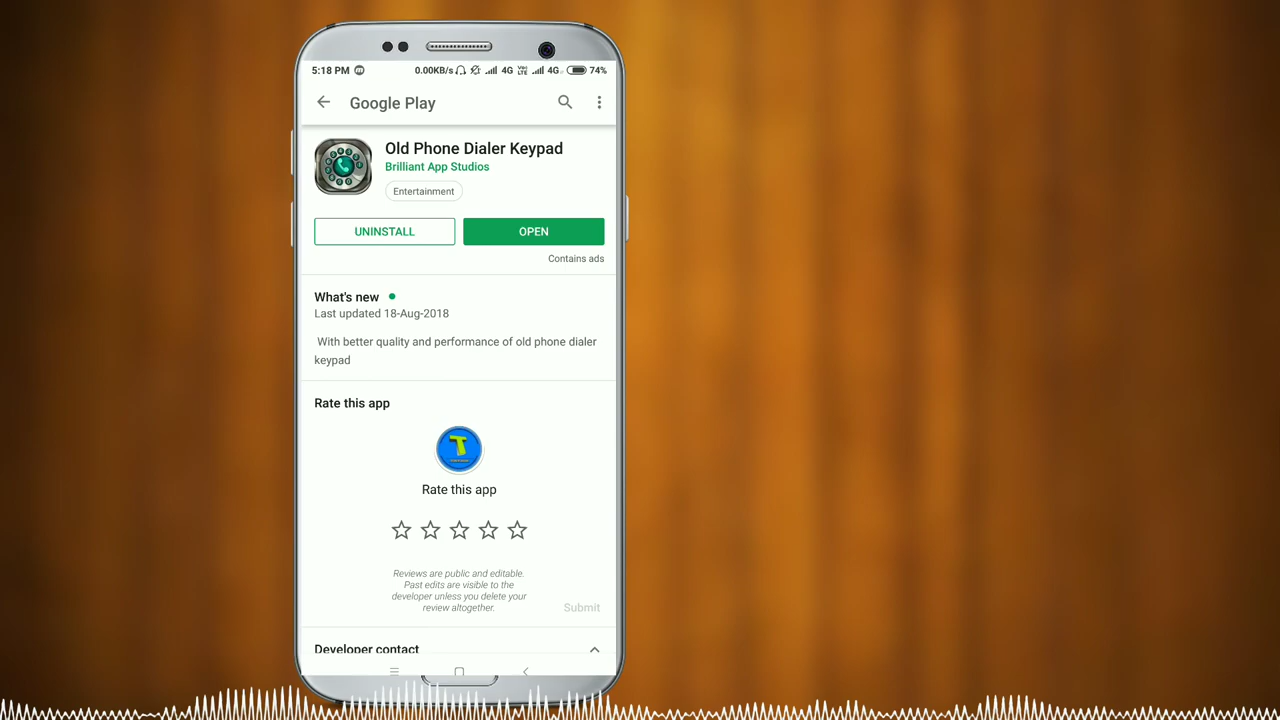 5:18 PM
0.00KB/s 4G VoLTE 4G 74%
Google Play
Old Phone Dialer Keypad
Brilliant App Studios
Entertainment
UNINSTALL
OPEN
Contains ads
What's new
Last updated 18-Aug-2018
With better quality and performance of old phone dialer
keypad
Rate this app
T
Rate this app
Reviews are public and editable.
Past edits are visible to the
developer unless you delete your
review altogether.
Submit
Developer contact